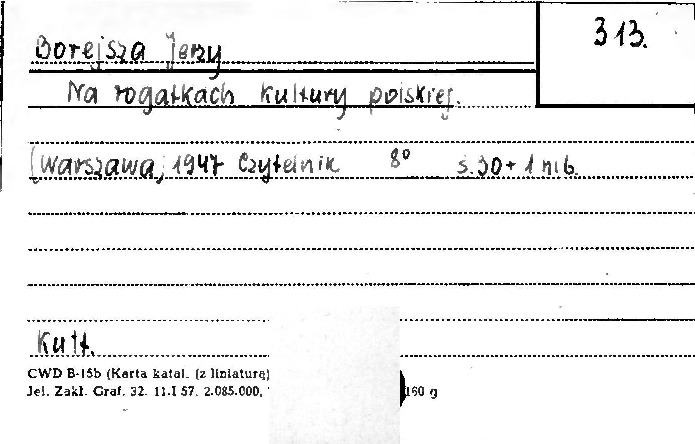 313.
Borejsza Jerzy
Na rogatkach kultury polskiej.
[Warszawa, 1947 Czytelnik 8° s. 30 + 1 nlb.
Kult.
CWD B-15b (Karta katal. (z liniaturą)
Jel. Zakł. Graf. 32. 11.I 57. 2.085.000, 160 g